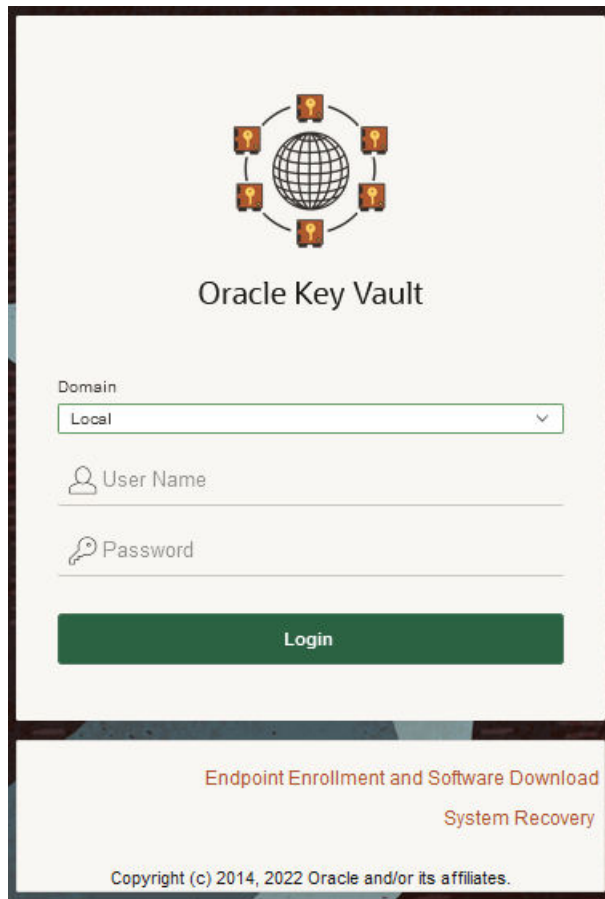 Oracle Key Vault
Domain
Local
User Name
Password
Login
Endpoint Enrollment and Software Download
System Recovery
Copyright (c) 2014, 2022 Oracle and/or its affiliates.